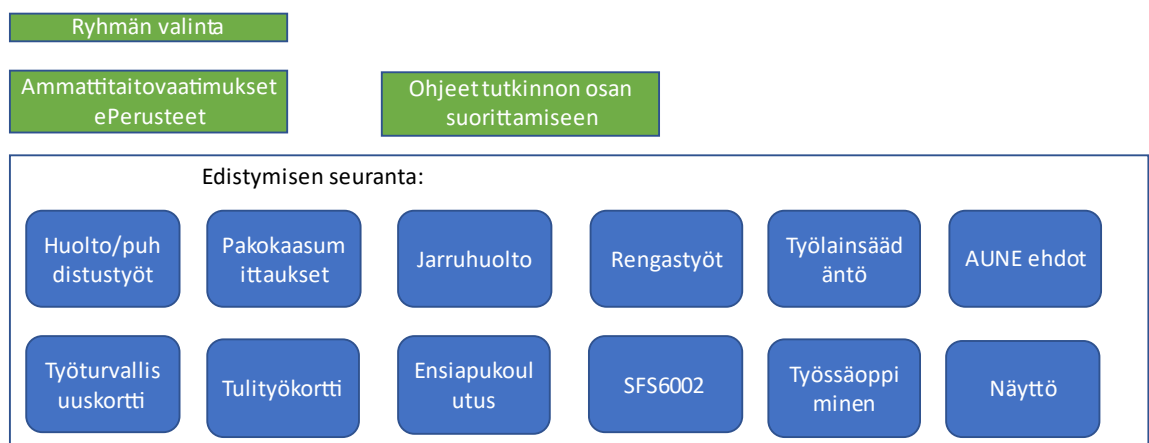 Ryhmän valinta
Ammattitaitovaatimukset
ePerusteet
Ohjeet tutkinnon osan
suorittamiseen
Edistymisen seuranta:
Huolto/puh
distustyöt
Pakokaasum
ittaukset
Jarruhuolto
Rengastyöt
Työlainsääd
äntö
AUNE ehdot
Työturvallis
uuskortti
Tulityökortti
Ensiapukoul
utus
SFS6002
Työssäoppi
minen
Näyttö